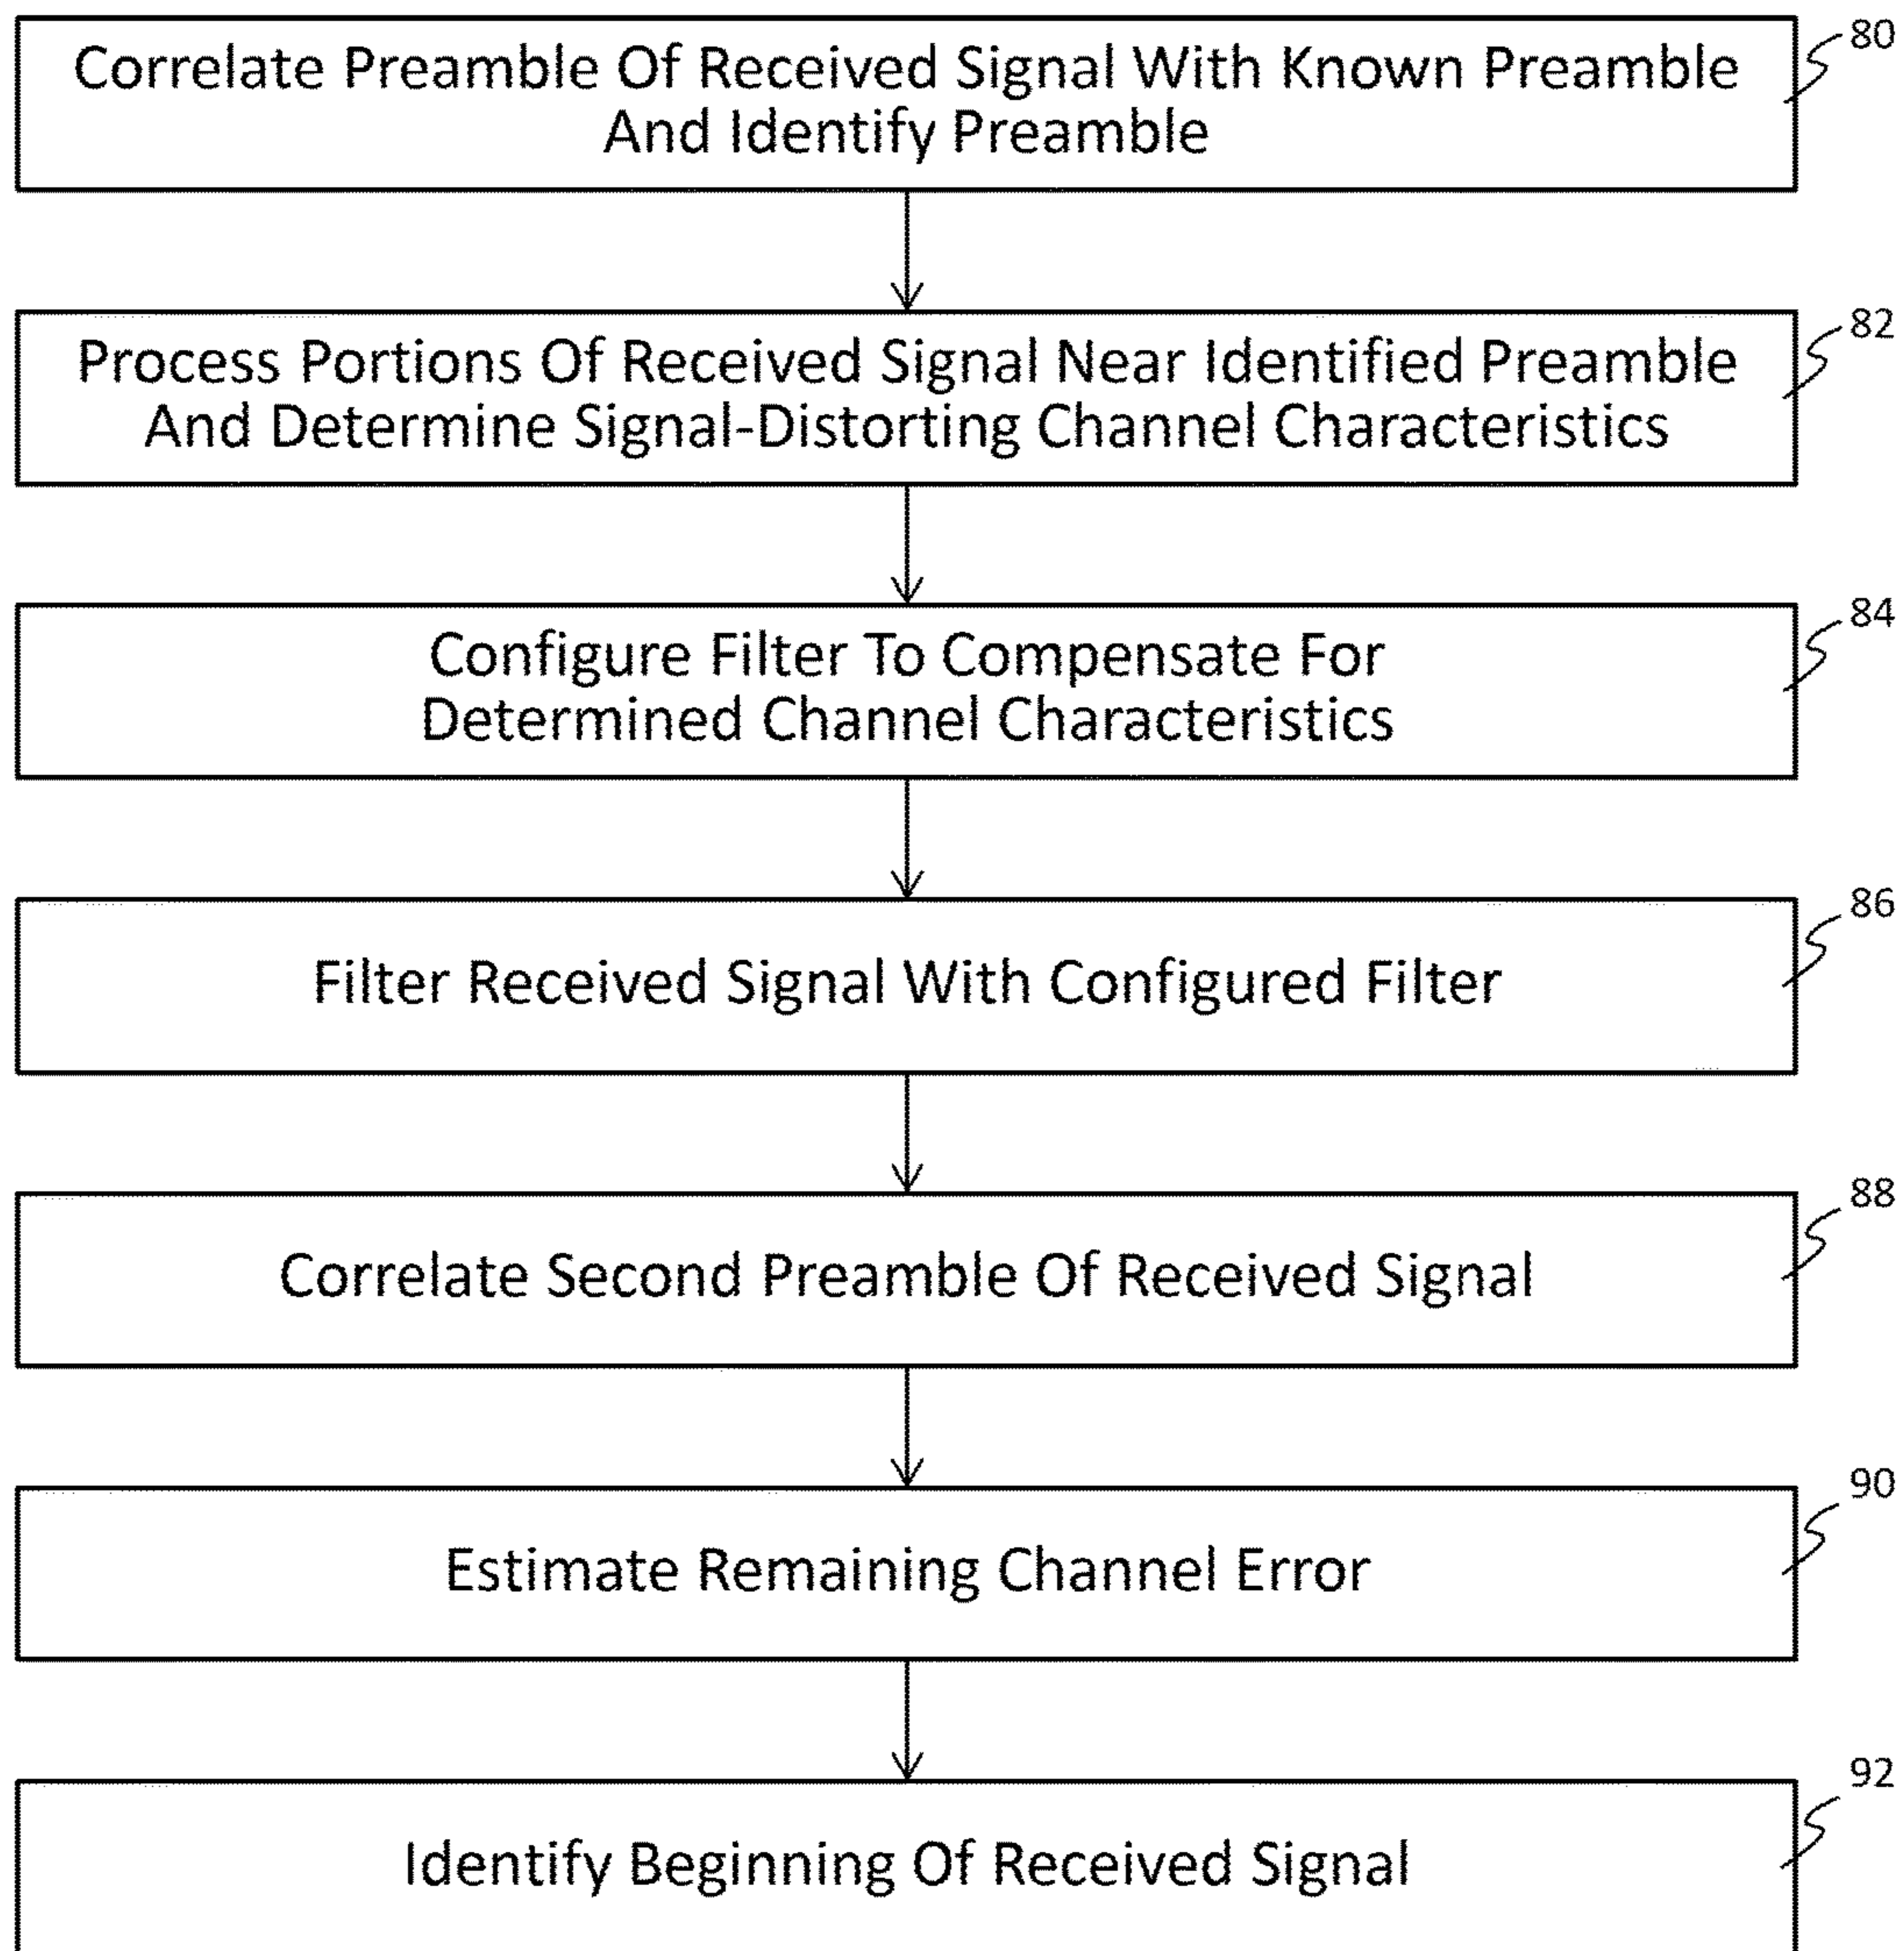 Correlate Preamble Of Received Signal With Known Preamble
And Identify Preamble
80
Process Portions Of Received Signal Near Identified Preamble
And Determine Signal-Distorting Channel Characteristics
82
Configure Filter To Compensate For
Determined Channel Characteristics
84
Filter Received Signal With Configured Filter
86
Correlate Second Preamble Of Received Signal
88
Estimate Remaining Channel Error
90
Identify Beginning Of Received Signal
92